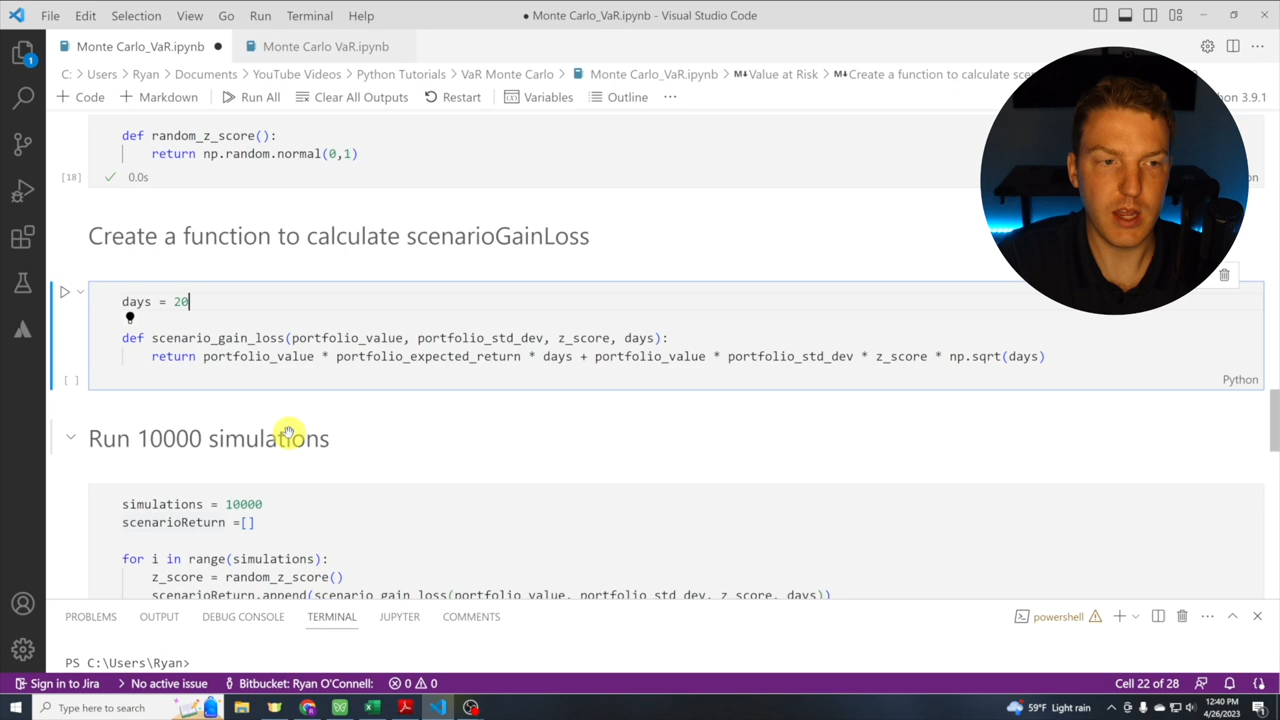 File Edit Selection View Go Run Terminal Help
● Monte Carlo_VaR.ipynb - Visual Studio Code
Monte Carlo_VaR.ipynb ●
Monte Carlo VaR.ipynb
C: > Users > Ryan > Documents > YouTube Videos > Python Tutorials > VaR Monte Carlo > Monte Carlo_VaR.ipynb > M↓Value at Risk > M↓Create a function to calculate sce
+ Code + Markdown Run All Clear All Outputs Restart Variables Outline ···
3.9.1
def random_z_score():
return np.random.normal(0,1)
[18] 0.0s
Create a function to calculate scenarioGainLoss
days = 20
def scenario_gain_loss(portfolio_value, portfolio_std_dev, z_score, days):
return portfolio_value * portfolio_expected_return * days + portfolio_value * portfolio_std_dev * z_score * np.sqrt(days)
[ ]
Python
Run 10000 simulations
simulations = 10000
scenarioReturn =[]
for i in range(simulations):
z_score = random_z_score()
scenarioReturn.append(scenario_gain_loss(portfolio_value, portfolio_std_dev, z_score, days))
PROBLEMS OUTPUT DEBUG CONSOLE TERMINAL JUPYTER COMMENTS
powershell
PS C:\Users\Ryan>
Sign in to Jira No active issue Bitbucket: Ryan O'Connell: 0 0
Cell 22 of 28
Type here to search
59°F Light rain
12:40 PM
4/26/2023